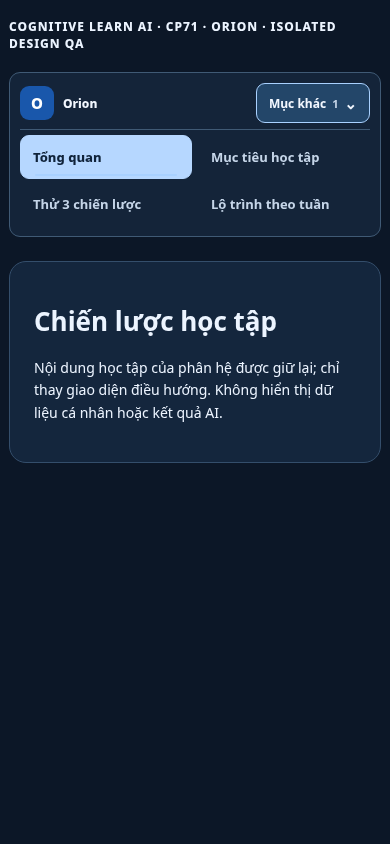 COGNITIVE LEARN AI · CP71 · ORION · ISOLATED
DESIGN QA
O Orion Mục khác 1
Tổng quan Mục tiêu học tập
Thử 3 chiến lược Lộ trình theo tuần
Chiến lược học tập
Nội dung học tập của phân hệ được giữ lại; chỉ
thay giao diện điều hướng. Không hiển thị dữ
liệu cá nhân hoặc kết quả AI.